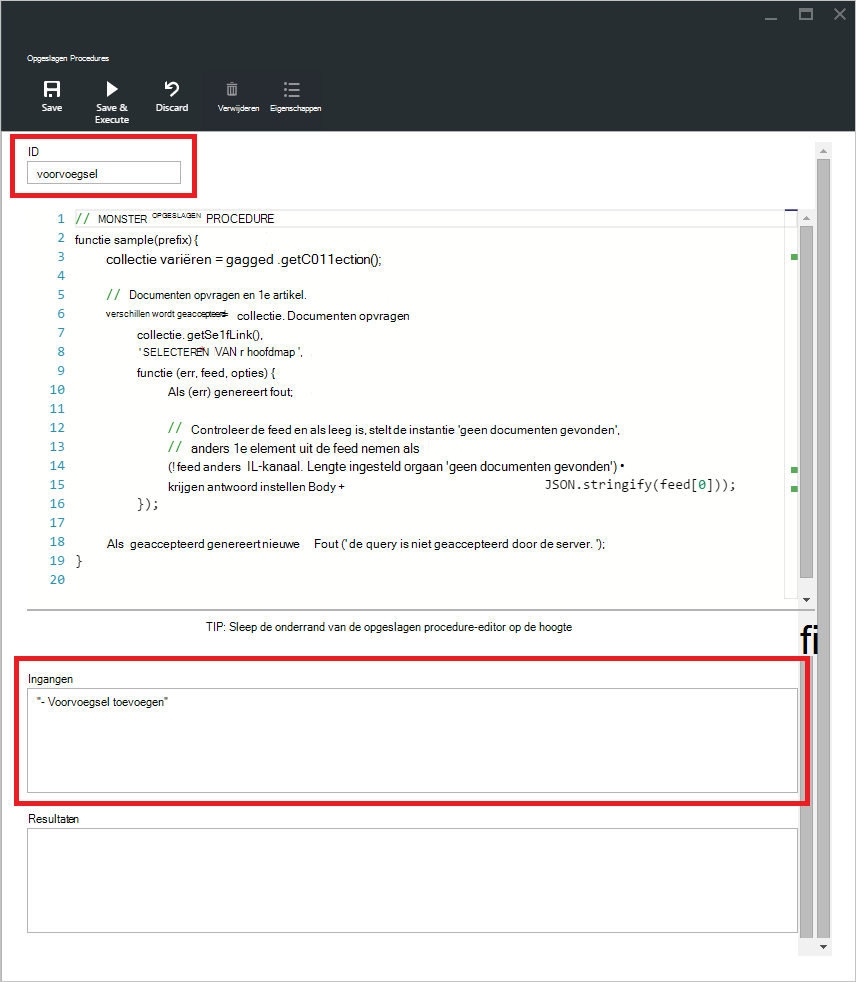 Opgeslagen Procedures
Save
Save & Execute
Discard
Verwijderen
Eigenschappen
ID
voorvoegsel
1 // MONSTER OPGESLAGEN PROCEDURE
2 functie sample(prefix) {
3 collectie variëren = gagged .getC011ection();
4
5 // Documenten opvragen en 1e artikel.
6 verschillen wordt geaccepteerd= collectie. Documenten opvragen
7 collectie. getSe1fLink(),
8 ' SELECTEREN VAN r hoofdmap ',
9 functie (err, feed, opties) {
10 Als (err) genereert fout;
11
12 // Controleer de feed en als leeg is, stelt de instantie 'geen documenten gevonden',
13 // anders 1e element uit de feed nemen als
14 (! feed anders IL-kanaal. Lengte ingesteld orgaan 'geen documenten gevonden') •
15 krijgen antwoord instellen Body + JSON.stringify(feed[0]));
16 });
17
18 Als geaccepteerd genereert nieuwe Fout (' de query is niet geaccepteerd door de server. ');
19 }
20
TIP: Sleep de onderrand van de opgeslagen procedure-editor op de hoogte
fi
Ingangen
"- Voorvoegsel toevoegen"
Resultaten